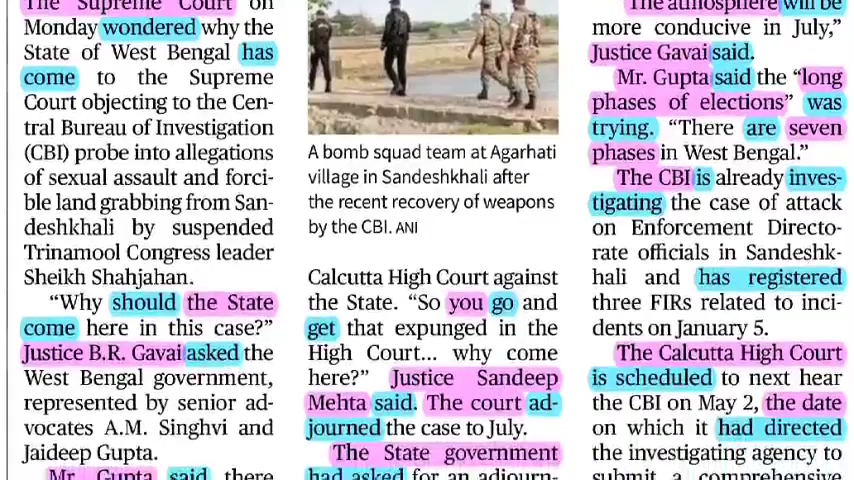 The Supreme Court on
Monday wondered why the
State of West Bengal has
come to the Supreme
Court objecting to the Cen-
tral Bureau of Investigation
(CBI) probe into allegations
of sexual assault and forci-
ble land grabbing from San-
deshkhali by suspended
Trinamool Congress leader
Sheikh Shahjahan.
“Why should the State
come here in this case?”
Justice B.R. Gavai asked the
West Bengal government,
represented by senior ad-
vocates A.M. Singhvi and
Jaideep Gupta.
Mr. Gupta said there
A bomb squad team at Agarhati
village in Sandeshkhali after
the recent recovery of weapons
by the CBI. ANI
Calcutta High Court against
the State. “So you go and
get that expunged in the
High Court... why come
here?” Justice Sandeep
Mehta said. The court ad-
journed the case to July.
The State government
had asked for an adjourn-
The atmosphere will be
more conducive in July,”
Justice Gavai said.
Mr. Gupta said the “long
phases of elections” was
trying. “There are seven
phases in West Bengal.”
The CBI is already inves-
tigating the case of attack
on Enforcement Directo-
rate officials in Sandeshk-
hali and has registered
three FIRs related to inci-
dents on January 5.
The Calcutta High Court
is scheduled to next hear
the CBI on May 2, the date
on which it had directed
the investigating agency to
submit a comprehensive